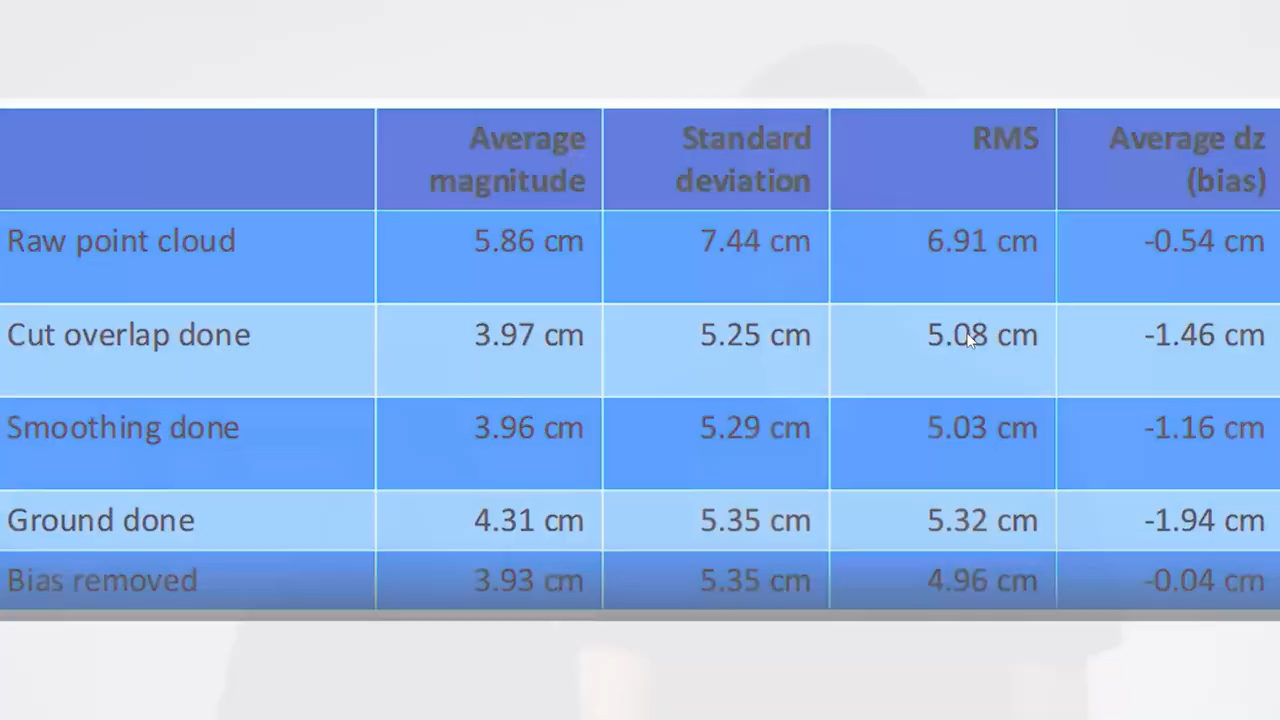 Average magnitude Standard deviation RMS Average dz (bias)
Raw point cloud 5.86 cm 7.44 cm 6.91 cm -0.54 cm
Cut overlap done 3.97 cm 5.25 cm 5.08 cm -1.46 cm
Smoothing done 3.96 cm 5.29 cm 5.03 cm -1.16 cm
Ground done 4.31 cm 5.35 cm 5.32 cm -1.94 cm
Bias removed 3.93 cm 5.35 cm 4.96 cm -0.04 cm